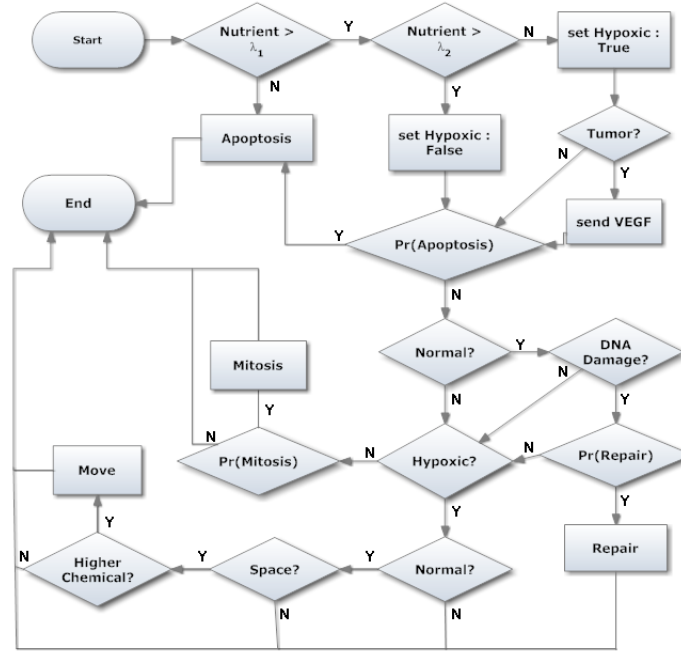 Start
Nutrient >
λ1
Y
Nutrient >
λ2
N
set Hypoxic :
True
N
Y
Apoptosis
set Hypoxic :
False
Tumor?
N
Y
End
send VEGF
Y
Pr(Apoptosis)
N
Normal?
Y
DNA
Damage?
Mitosis
N
N
Y
Y
N
Pr(Mitosis)
N
Hypoxic?
N
Pr(Repair)
Move
Y
Y
Y
Repair
N
Higher
Chemical?
Y
Space?
Y
Normal?
N
N